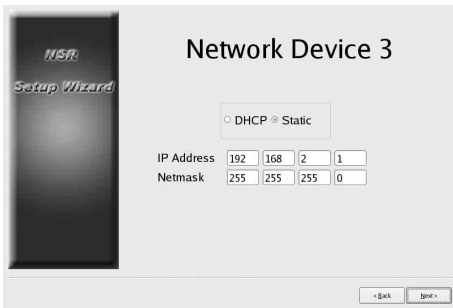 NSR
Setup Wizard
Network Device 3
DHCP Static
IP Address 192 168 2 1
Netmask 255 255 255 0
< Back Next >